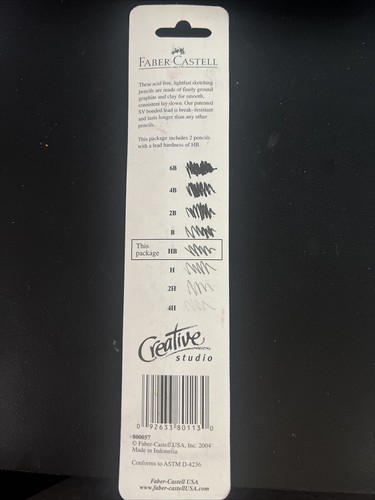 FABER-CASTELL
These acid free, lightfast sketching
pencils are made of finely ground
graphite and clay for smooth,
consistent lay down. Our patented
SV bonded lead is break-resistant
and lasts longer than any other
pencils.
This package includes 2 pencils
with a lead hardness of HB.
6B
4B
2B
B
This package HB
H
2H
4H
Creative
studio
0 92633 80113 0
800057
© Faber-Castell USA, Inc. 2004
Made in Indonesia
Conforms to ASTM D-4236
Faber-Castell USA
www.faber-castellUSA.com